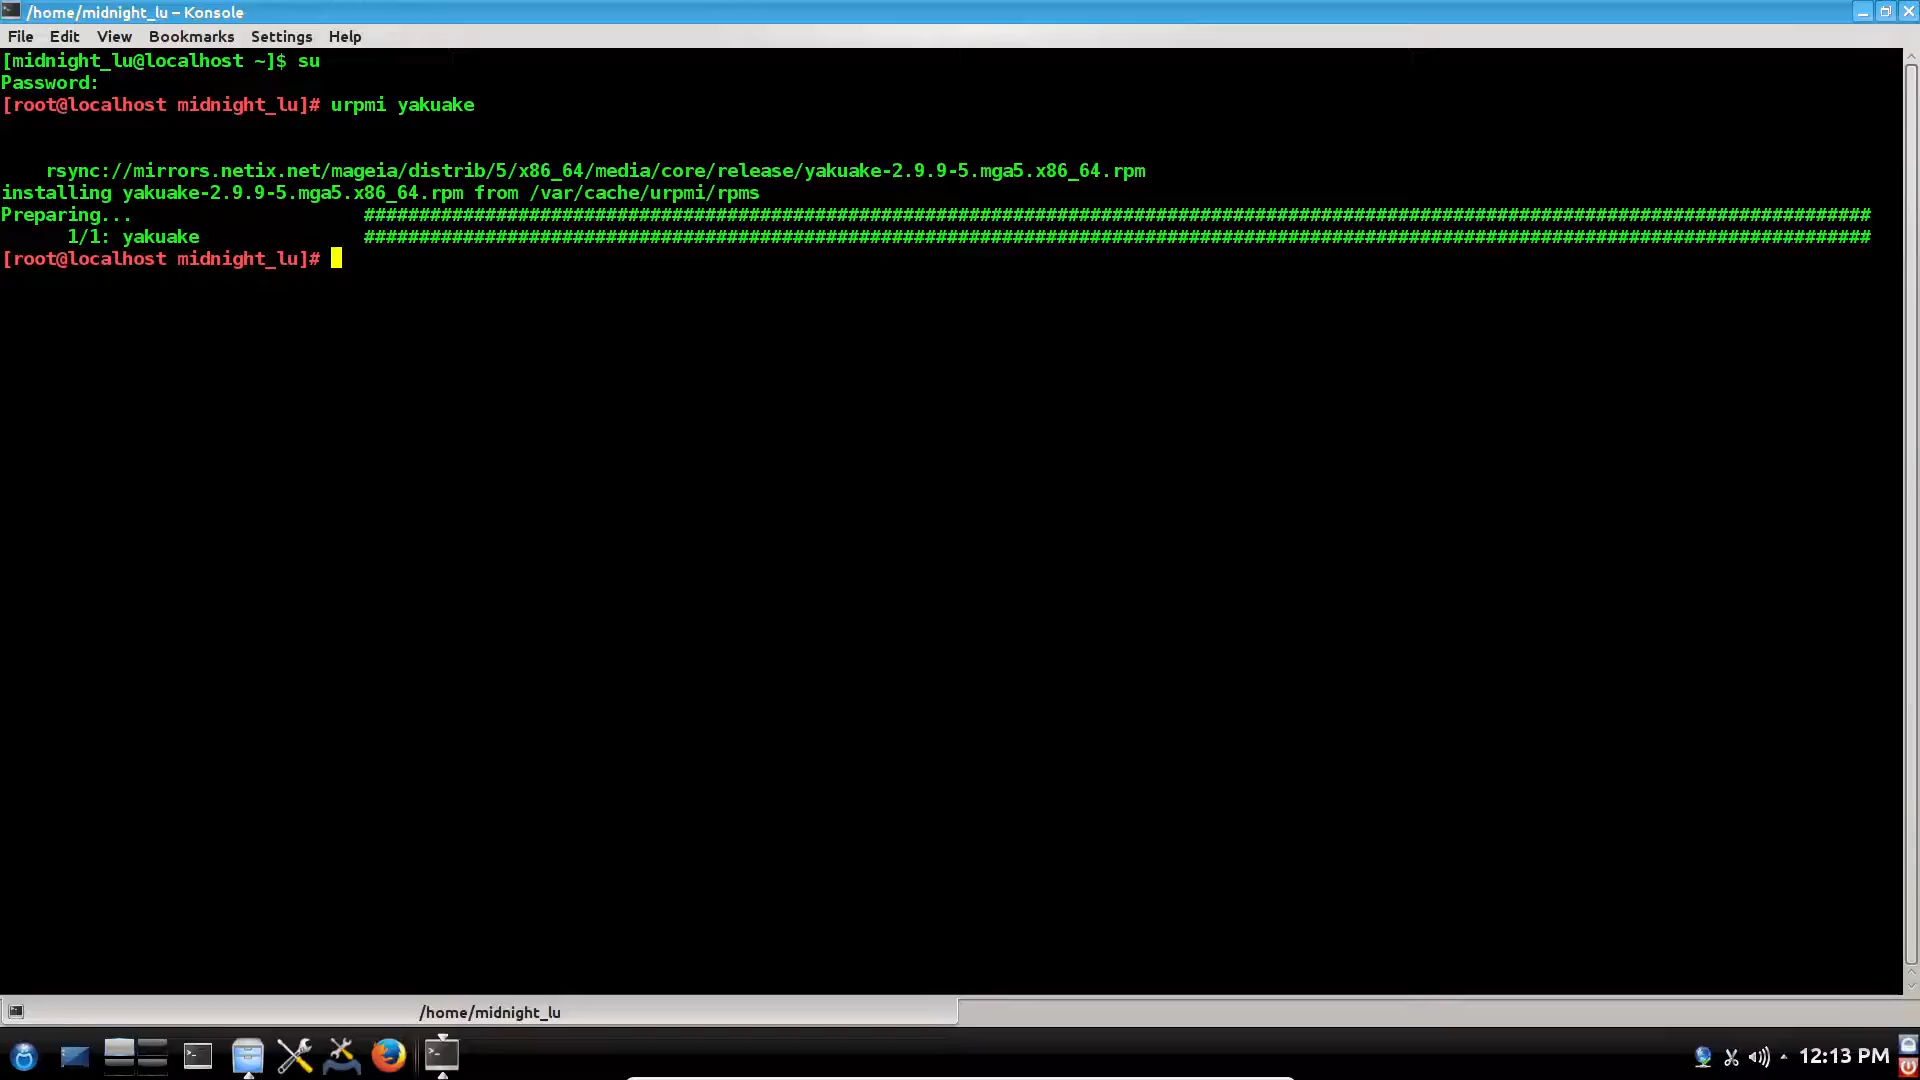 /home/midnight_lu – Konsole
File Edit View Bookmarks Settings Help
[midnight_lu@localhost ~]$ su
Password:
[root@localhost midnight_lu]# urpmi yakuake
rsync://mirrors.netix.net/mageia/distrib/5/x86_64/media/core/release/yakuake-2.9.9-5.mga5.x86_64.rpm
installing yakuake-2.9.9-5.mga5.x86_64.rpm from /var/cache/urpmi/rpms
Preparing... #########################################################################################################################################
1/1: yakuake #########################################################################################################################################
[root@localhost midnight_lu]#
/home/midnight_lu
12:13 PM